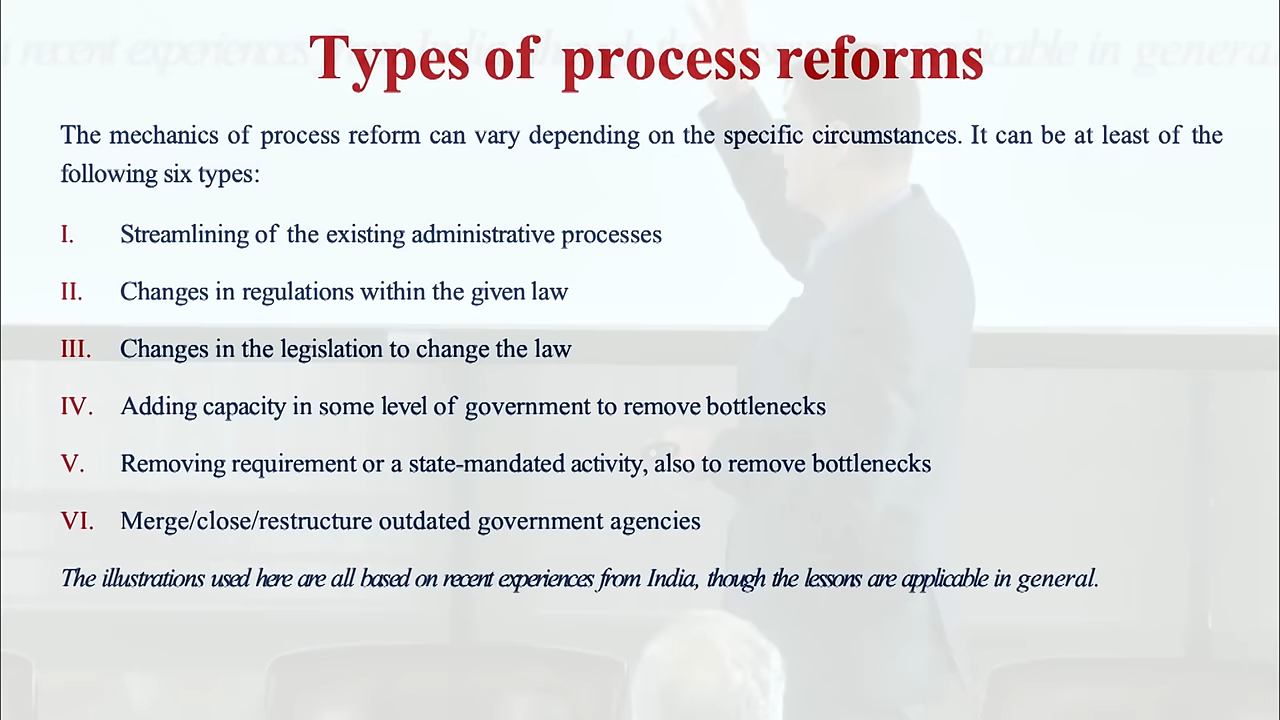 Types of process reforms
The mechanics of process reform can vary depending on the specific circumstances. It can be at least of the
following six types:
I. Streamlining of the existing administrative processes
II. Changes in regulations within the given law
III. Changes in the legislation to change the law
IV. Adding capacity in some level of government to remove bottlenecks
V. Removing requirement or a state-mandated activity, also to remove bottlenecks
VI. Merge/close/restructure outdated government agencies
The illustrations used here are all based on recent experiences from India, though the lessons are applicable in general.